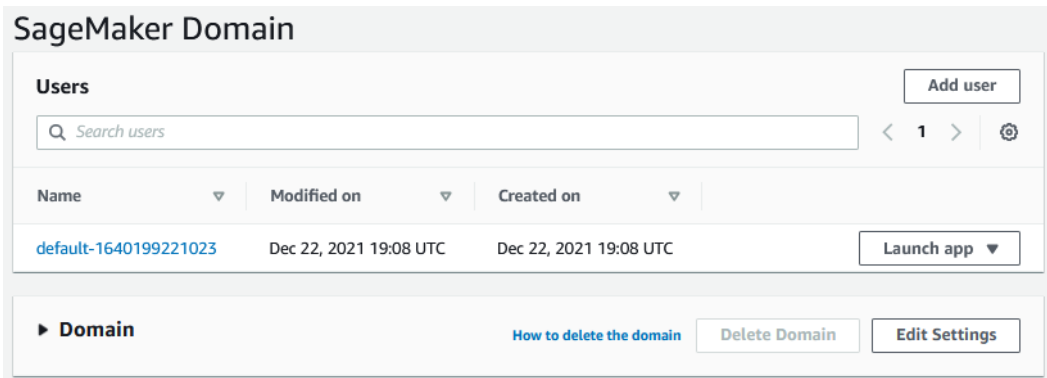 SageMaker Domain
Users
Add user
Search users
1
Name Modified on Created on
default-1640199221023 Dec 22, 2021 19:08 UTC Dec 22, 2021 19:08 UTC Launch app
Domain How to delete the domain Delete Domain Edit Settings